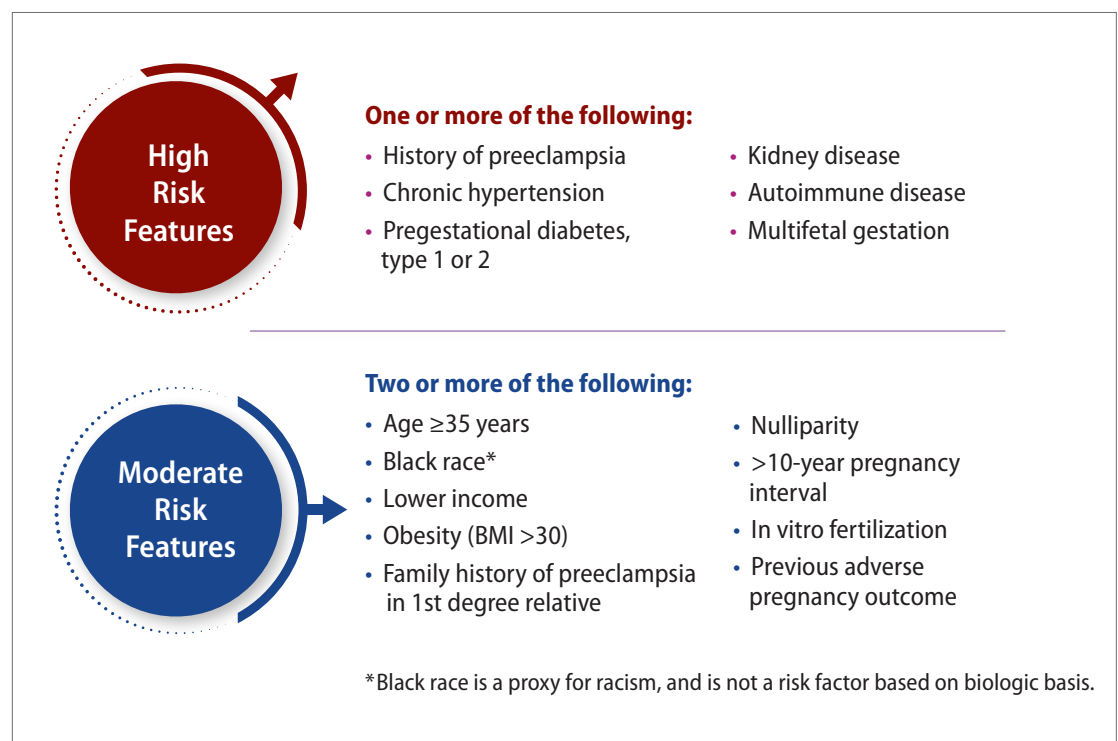 High
Risk
Features
One or more of the following:
• History of preeclampsia
• Chronic hypertension
• Pregestational diabetes,
type 1 or 2
• Kidney disease
• Autoimmune disease
• Multifetal gestation
Moderate
Risk
Features
Two or more of the following:
• Age ≥35 years
• Black race*
• Lower income
• Obesity (BMI >30)
• Family history of preeclampsia
in 1st degree relative
• Nulliparity
• >10-year pregnancy
interval
• In vitro fertilization
• Previous adverse
pregnancy outcome
*Black race is a proxy for racism, and is not a risk factor based on biologic basis.